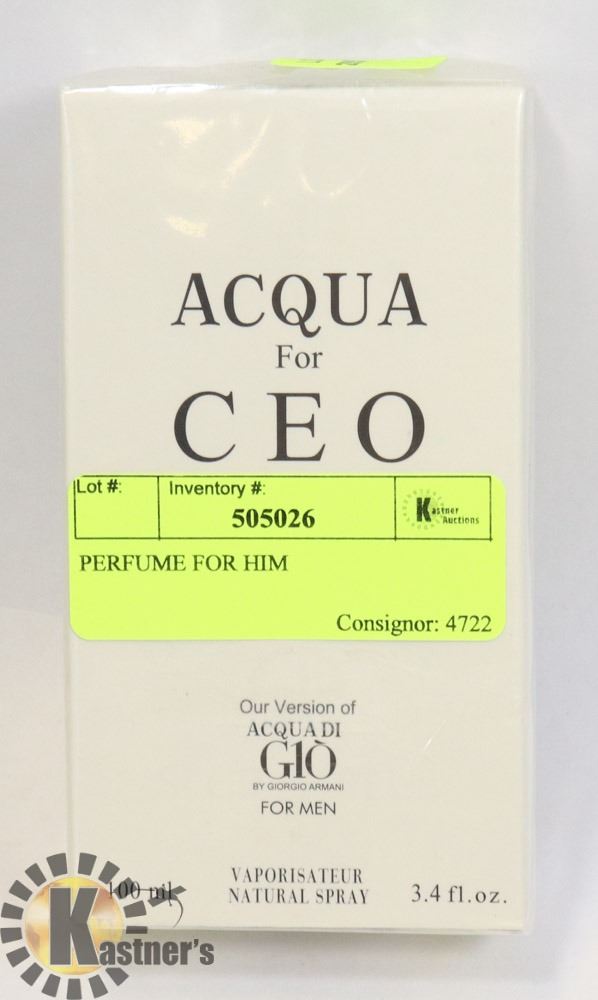 ACQUA
For
CEO
Lot #:
Inventory #:
505026
Kastner
Auctions
PERFUME FOR HIM
Consignor: 4722
Our Version of
ACQUA DI
GIÒ
BY GIORGIO ARMANI
FOR MEN
100 ml
VAPORISATEUR
NATURAL SPRAY
3.4 fl.oz.
Kastner's